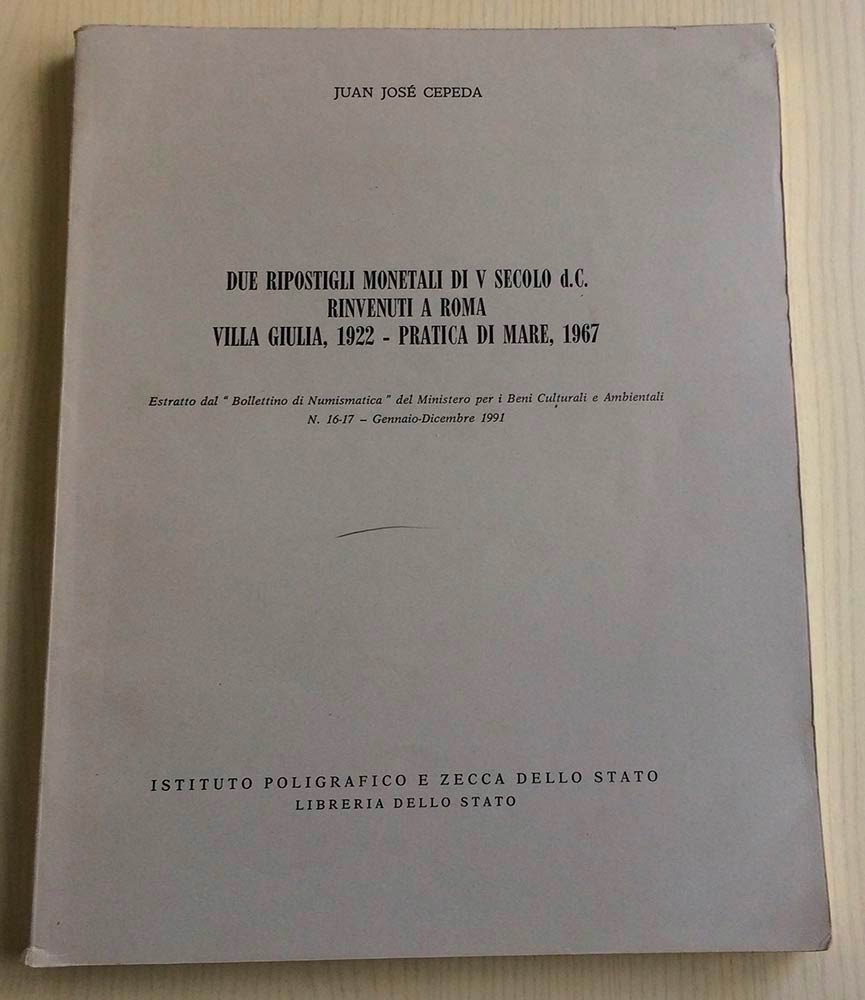 JUAN JOSÉ CEPEDA
DUE RIPOSTIGLI MONETALI DI V SECOLO d.C.
RINVENUTI A ROMA
VILLA GIULIA, 1922 - PRATICA DI MARE, 1967
Estratto dal " Bollettino di Numismatica " del Ministero per i Beni Culturali e Ambientali
N. 16-17 – Gennaio-Dicembre 1991
ISTITUTO POLIGRAFICO E ZECCA DELLO STATO
LIBRERIA DELLO STATO